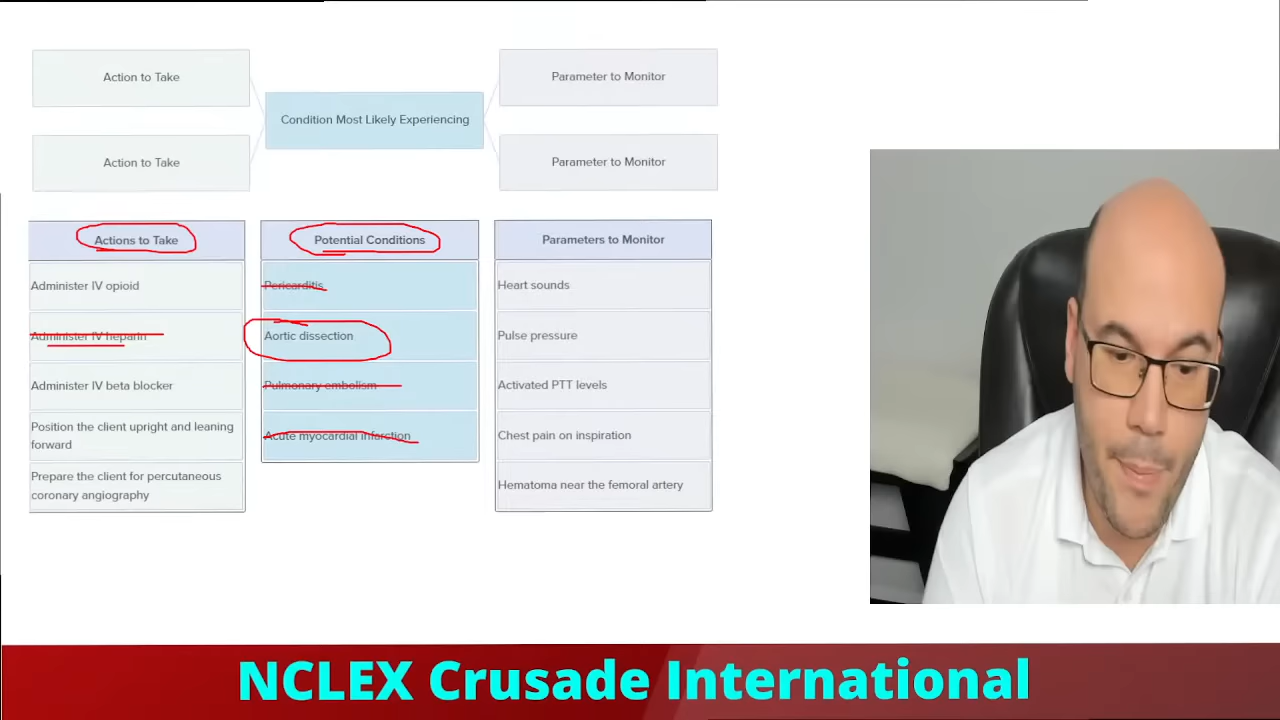 Action to Take
Parameter to Monitor
Condition Most Likely Experiencing
Action to Take
Parameter to Monitor
Actions to Take
Potential Conditions
Parameters to Monitor
Administer IV opioid
Pericarditis
Heart sounds
Administer IV heparin
Aortic dissection
Pulse pressure
Administer IV beta blocker
Pulmonary embolism
Activated PTT levels
Position the client upright and leaning
forward
Acute myocardial infarction
Chest pain on inspiration
Prepare the client for percutaneous
coronary angiography
Hematoma near the femoral artery
NCLEX Crusade International